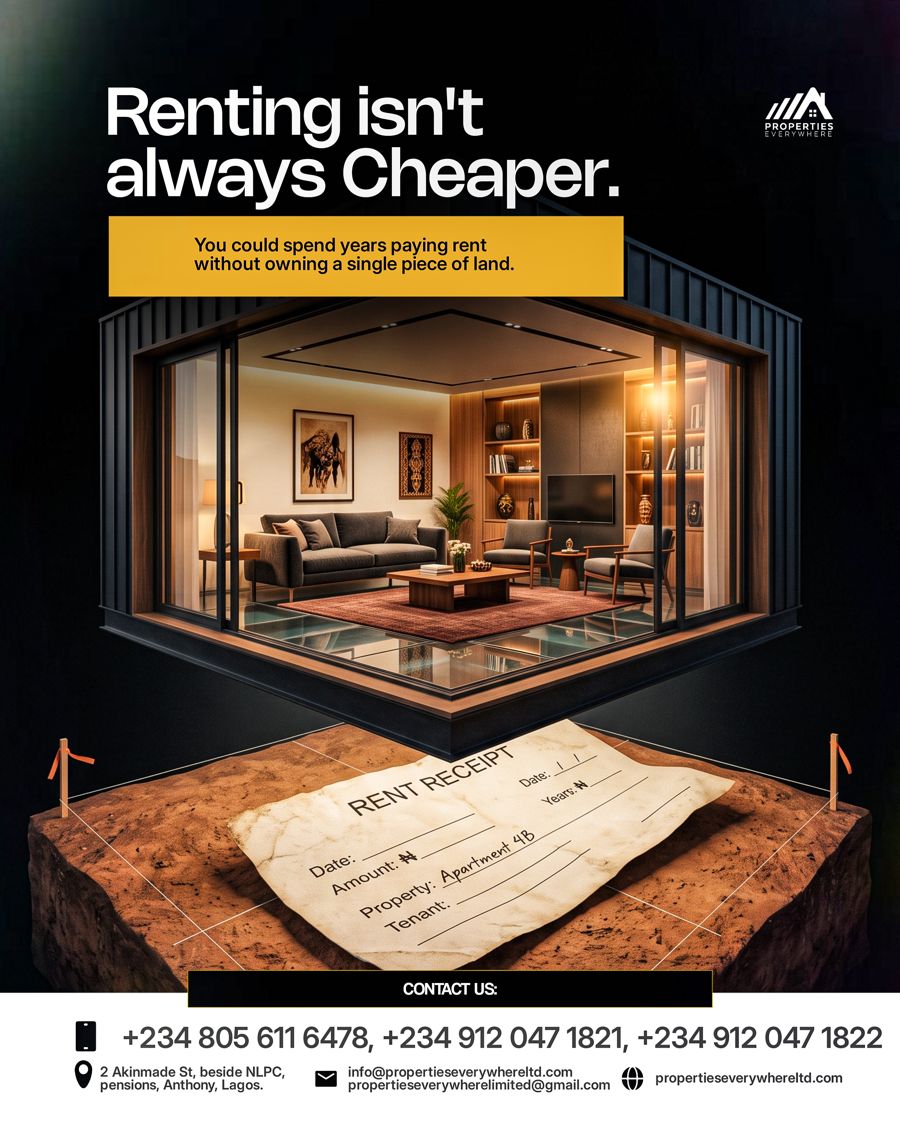 Renting isn't
always Cheaper.
PROPERTIES
EVERYWHERE
You could spend years paying rent
without owning a single piece of land.
RENT RECEIPT
Date: / /
Years: ₦
Date:
Amount: ₦
Property: Apartment 4B
Tenant:
CONTACT US:
+234 805 611 6478, +234 912 047 1821, +234 912 047 1822
2 Akinmade St, beside NLPC,
pensions, Anthony, Lagos.
info@propertieseverywhereltd.com
propertieseverywherelimited@gmail.com
propertieseverywhereltd.com